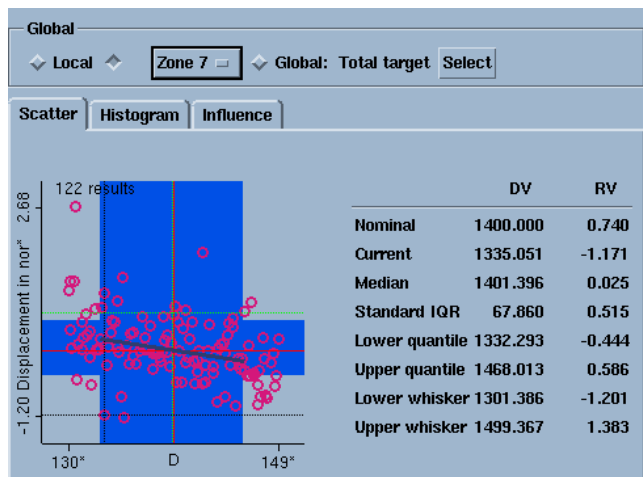 Global
Local Zone 7 Global: Total target Select
Scatter Histogram Influence
122 results
2.68
Displacement in nor*
-1.20
130* D 149*
DV RV
Nominal 1400.000 0.740
Current 1335.051 -1.171
Median 1401.396 0.025
Standard IQR 67.860 0.515
Lower quantile 1332.293 -0.444
Upper quantile 1468.013 0.586
Lower whisker 1301.386 -1.201
Upper whisker 1499.367 1.383